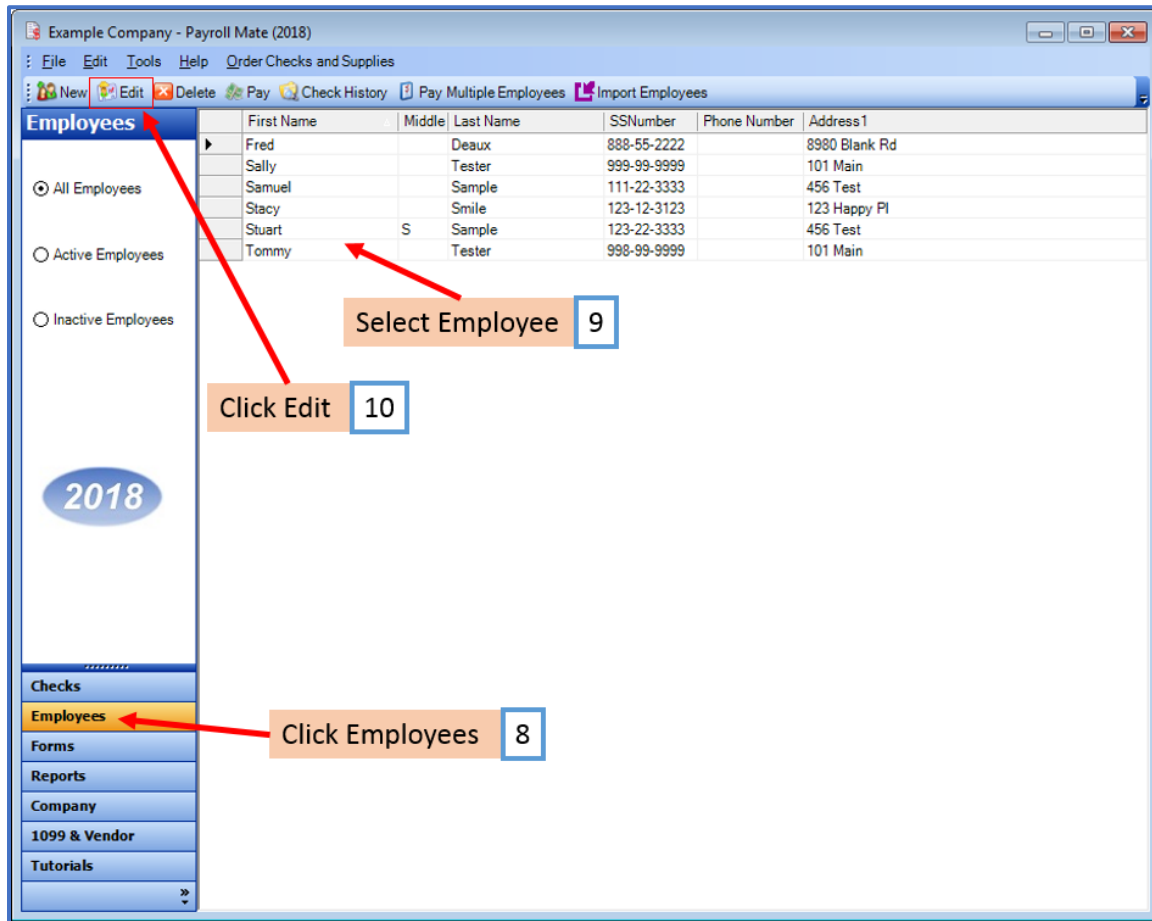 Example Company - Payroll Mate (2018)
File Edit Tools Help Order Checks and Supplies
New Edit Delete Pay Check History Pay Multiple Employees Import Employees
Employees
First Name Middle Last Name SSNumber Phone Number Address1
Fred Deaux 888-55-2222 8980 Blank Rd
Sally Tester 999-99-9999 101 Main
Samuel Sample 111-22-3333 456 Test
Stacy Smile 123-12-3123 123 Happy Pl
Stuart S Sample 123-22-3333 456 Test
Tommy Tester 998-99-9999 101 Main
All Employees
Active Employees
Inactive Employees
Select Employee 9
Click Edit 10
2018
Checks
Employees
Click Employees 8
Forms
Reports
Company
1099 & Vendor
Tutorials